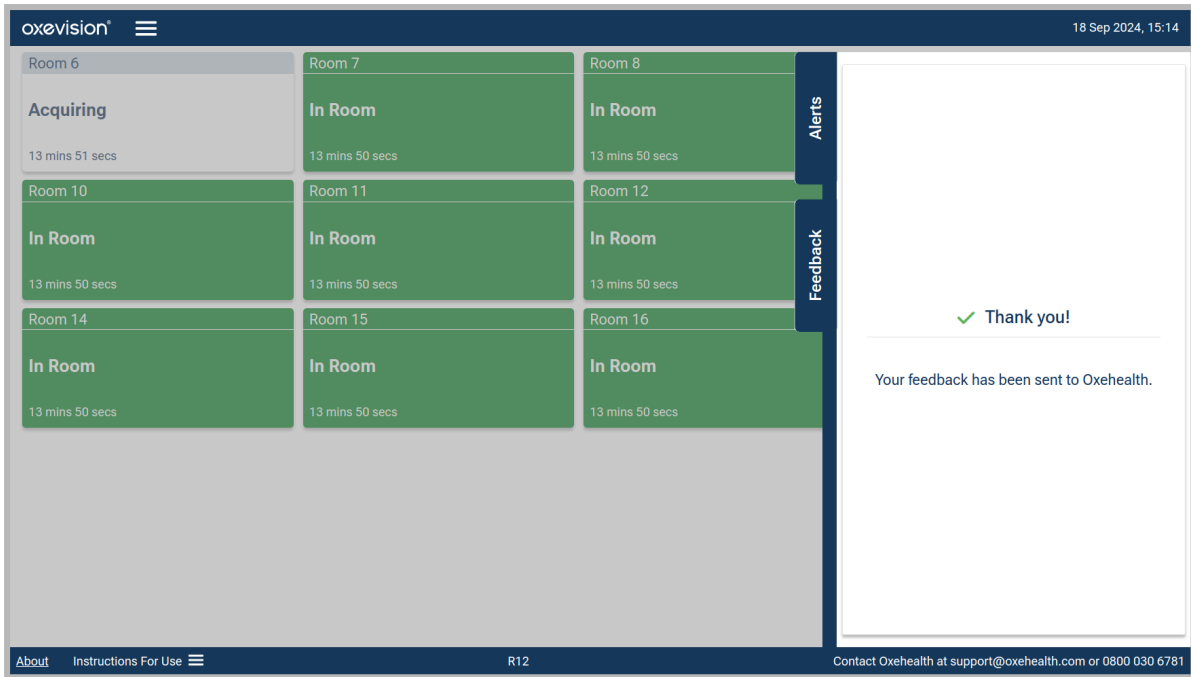 oxevision®
18 Sep 2024, 15:14
Room 6
Acquiring
13 mins 51 secs
Room 7
In Room
13 mins 50 secs
Room 8
In Room
13 mins 50 secs
Room 10
In Room
13 mins 50 secs
Room 11
In Room
13 mins 50 secs
Room 12
In Room
13 mins 50 secs
Room 14
In Room
13 mins 50 secs
Room 15
In Room
13 mins 50 secs
Room 16
In Room
13 mins 50 secs
Alerts
Feedback
Thank you!
Your feedback has been sent to Oxehealth.
About
Instructions For Use
R12
Contact Oxehealth at support@oxehealth.com or 0800 030 6781